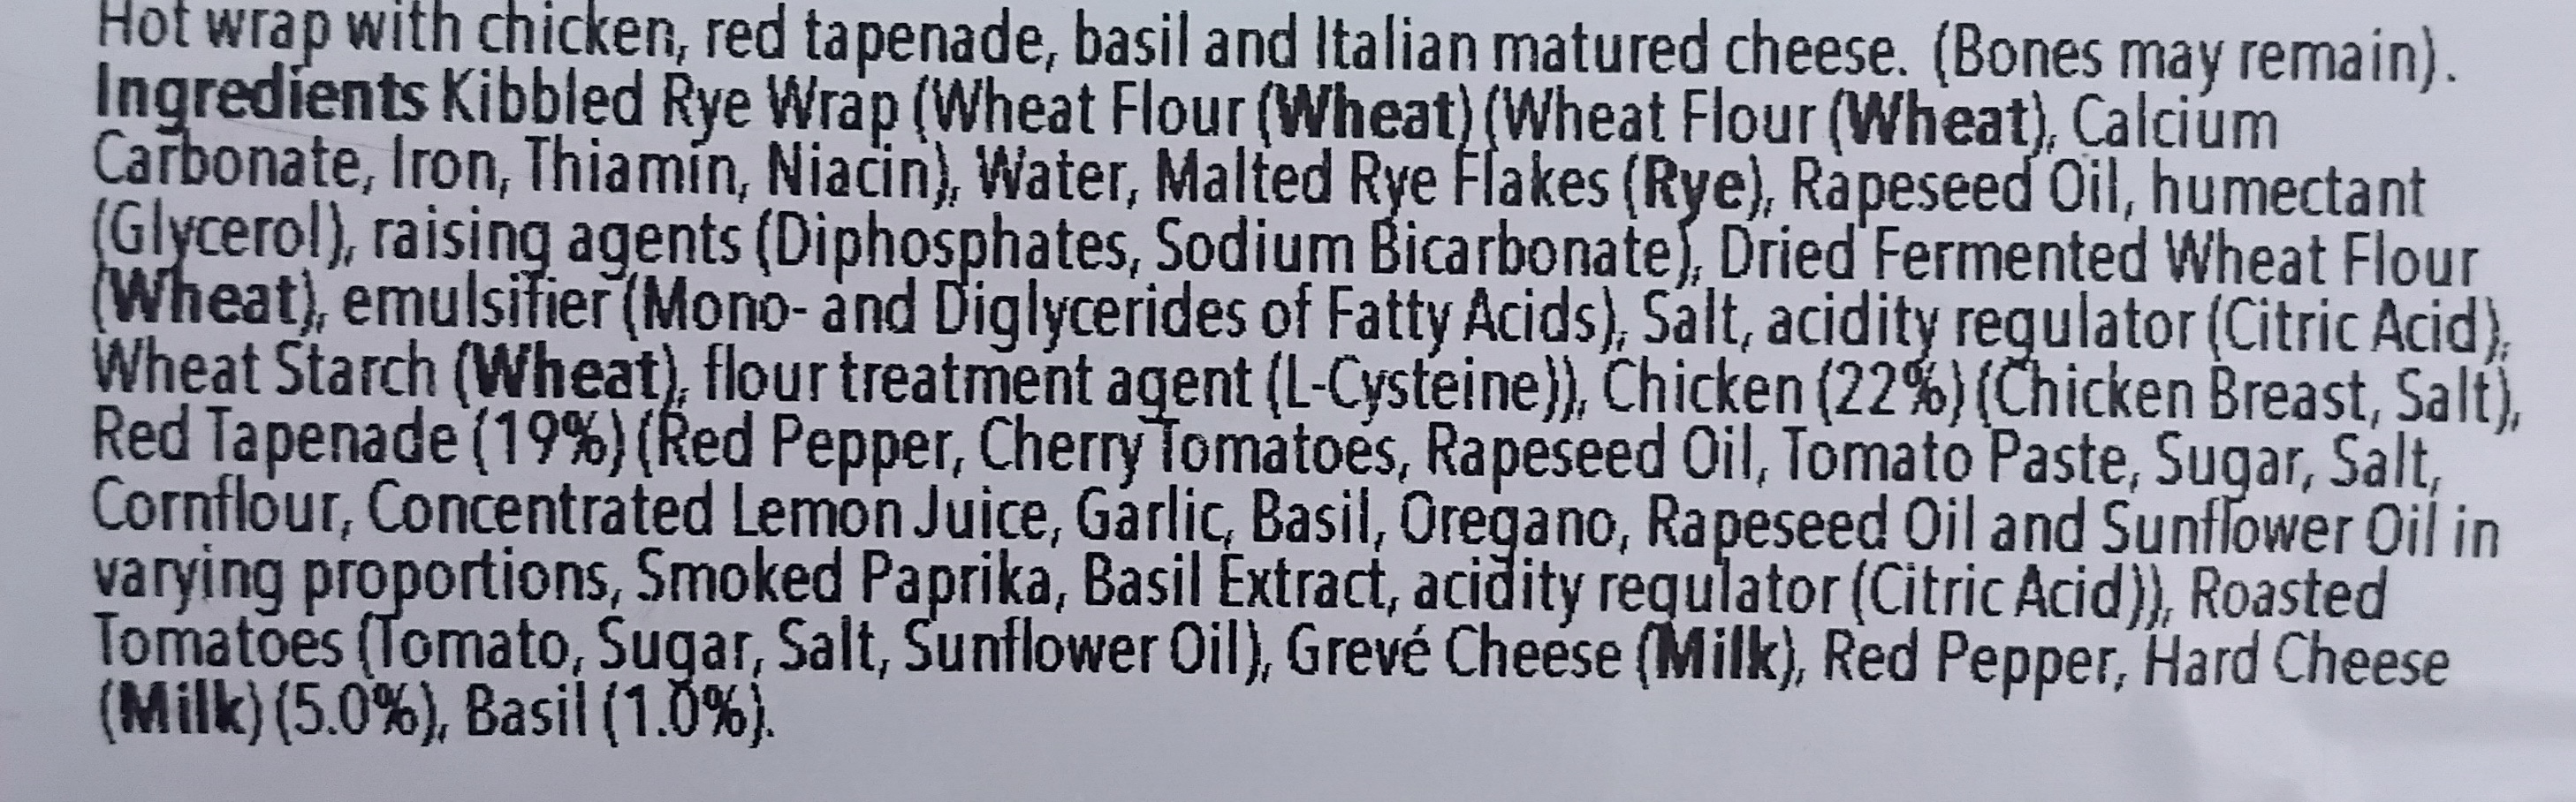 Hot wrap with chicken, red tapenade, basil and Italian matured cheese. (Bones may remain).
Ingredients Kibbled Rye Wrap (Wheat Flour (Wheat) (Wheat Flour (Wheat), Calcium
Carbonate, Iron, Thiamin, Niacin), Water, Malted Rye Flakes (Rye), Rapeseed Oil, humectant
(Glycerol), raising agents (Diphosphates, Sodium Bicarbonate), Dried Fermented Wheat Flour
(Wheat), emulsifier (Mono- and Diglycerides of Fatty Acids), Salt, acidity regulator (Citric Acid),
Wheat Starch (Wheat), flour treatment agent (L-Cysteine)), Chicken (22%) (Chicken Breast, Salt),
Red Tapenade (19%) (Red Pepper, Cherry Tomatoes, Rapeseed Oil, Tomato Paste, Sugar, Salt,
Cornflour, Concentrated Lemon Juice, Garlic, Basil, Oregano, Rapeseed Oil and Sunflower Oil in
varying proportions, Smoked Paprika, Basil Extract, acidity regulator (Citric Acid)), Roasted
Tomatoes (Tomato, Sugar, Salt, Sunflower Oil), Grevé Cheese (Milk), Red Pepper, Hard Cheese
(Milk) (5.0%), Basil (1.0%).